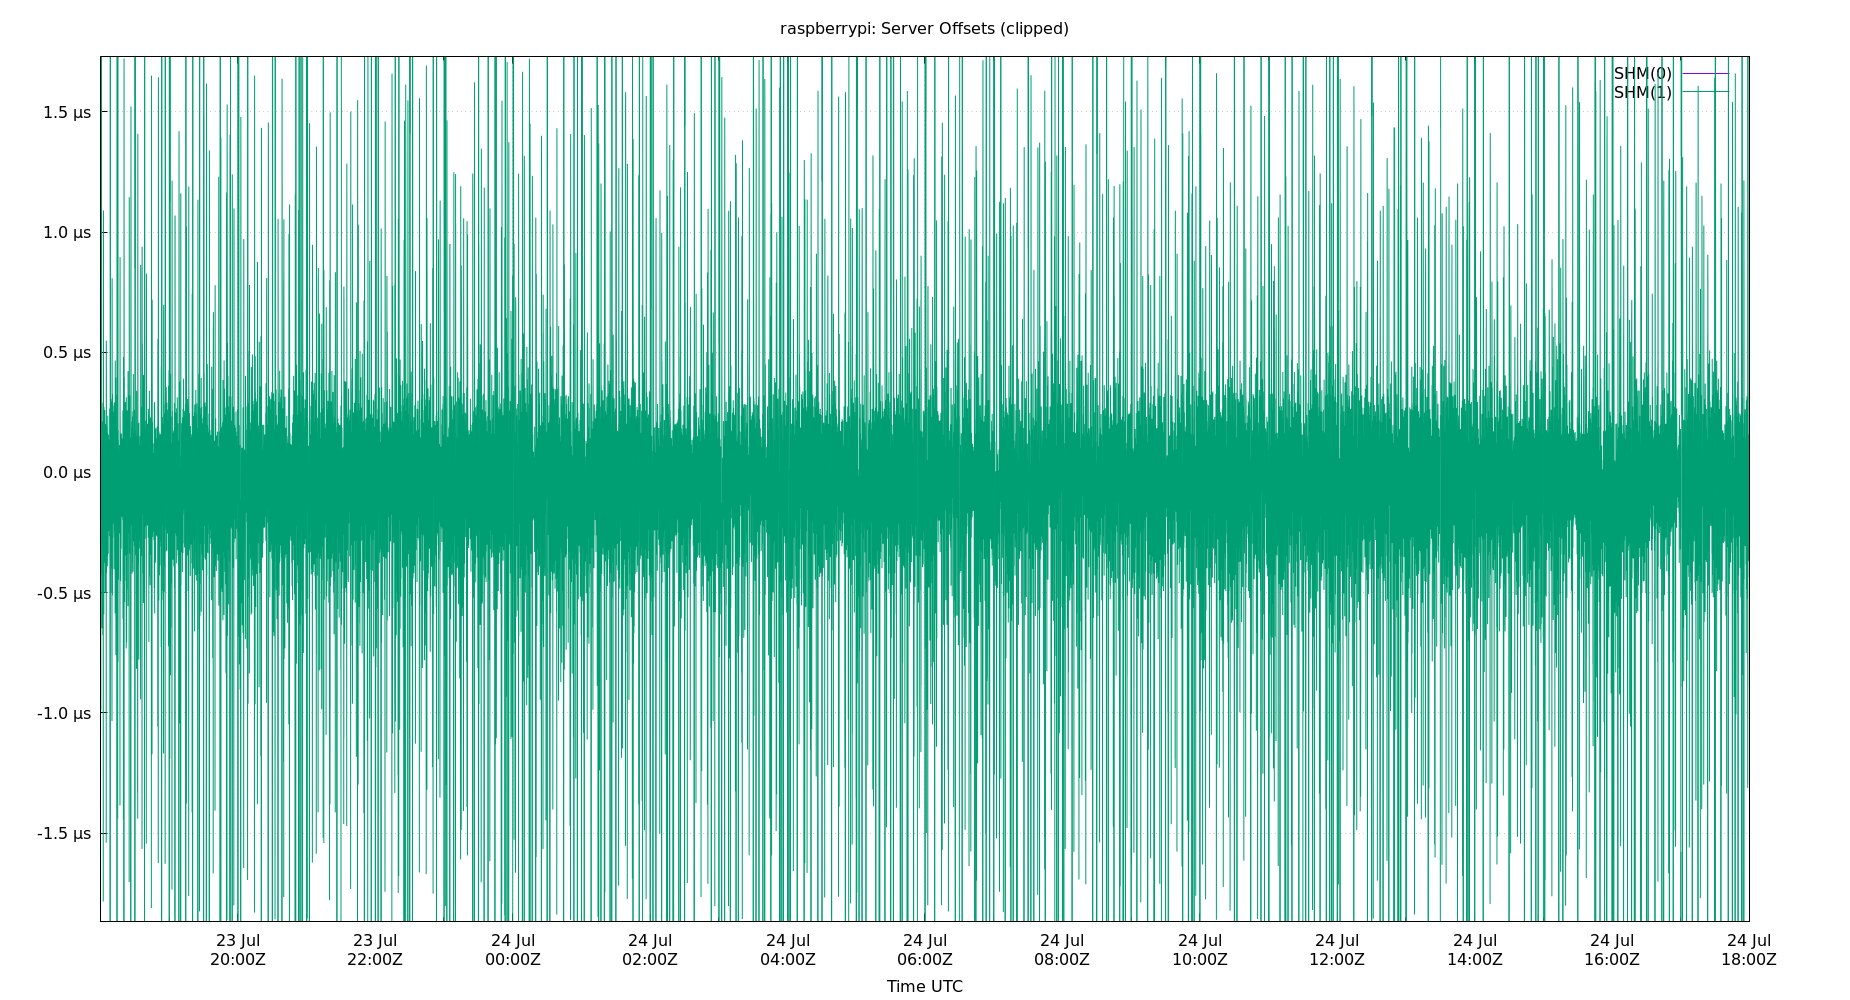 raspberrypi: Server Offsets (clipped)
SHM(0)
SHM(1)
1.5 µs
1.0 µs
0.5 µs
0.0 µs
-0.5 µs
-1.0 µs
-1.5 µs
23 Jul 23 Jul 24 Jul 24 Jul 24 Jul 24 Jul 24 Jul 24 Jul 24 Jul 24 Jul 24 Jul 24 Jul
20:00Z 22:00Z 00:00Z 02:00Z 04:00Z 06:00Z 08:00Z 10:00Z 12:00Z 14:00Z 16:00Z 18:00Z
Time UTC